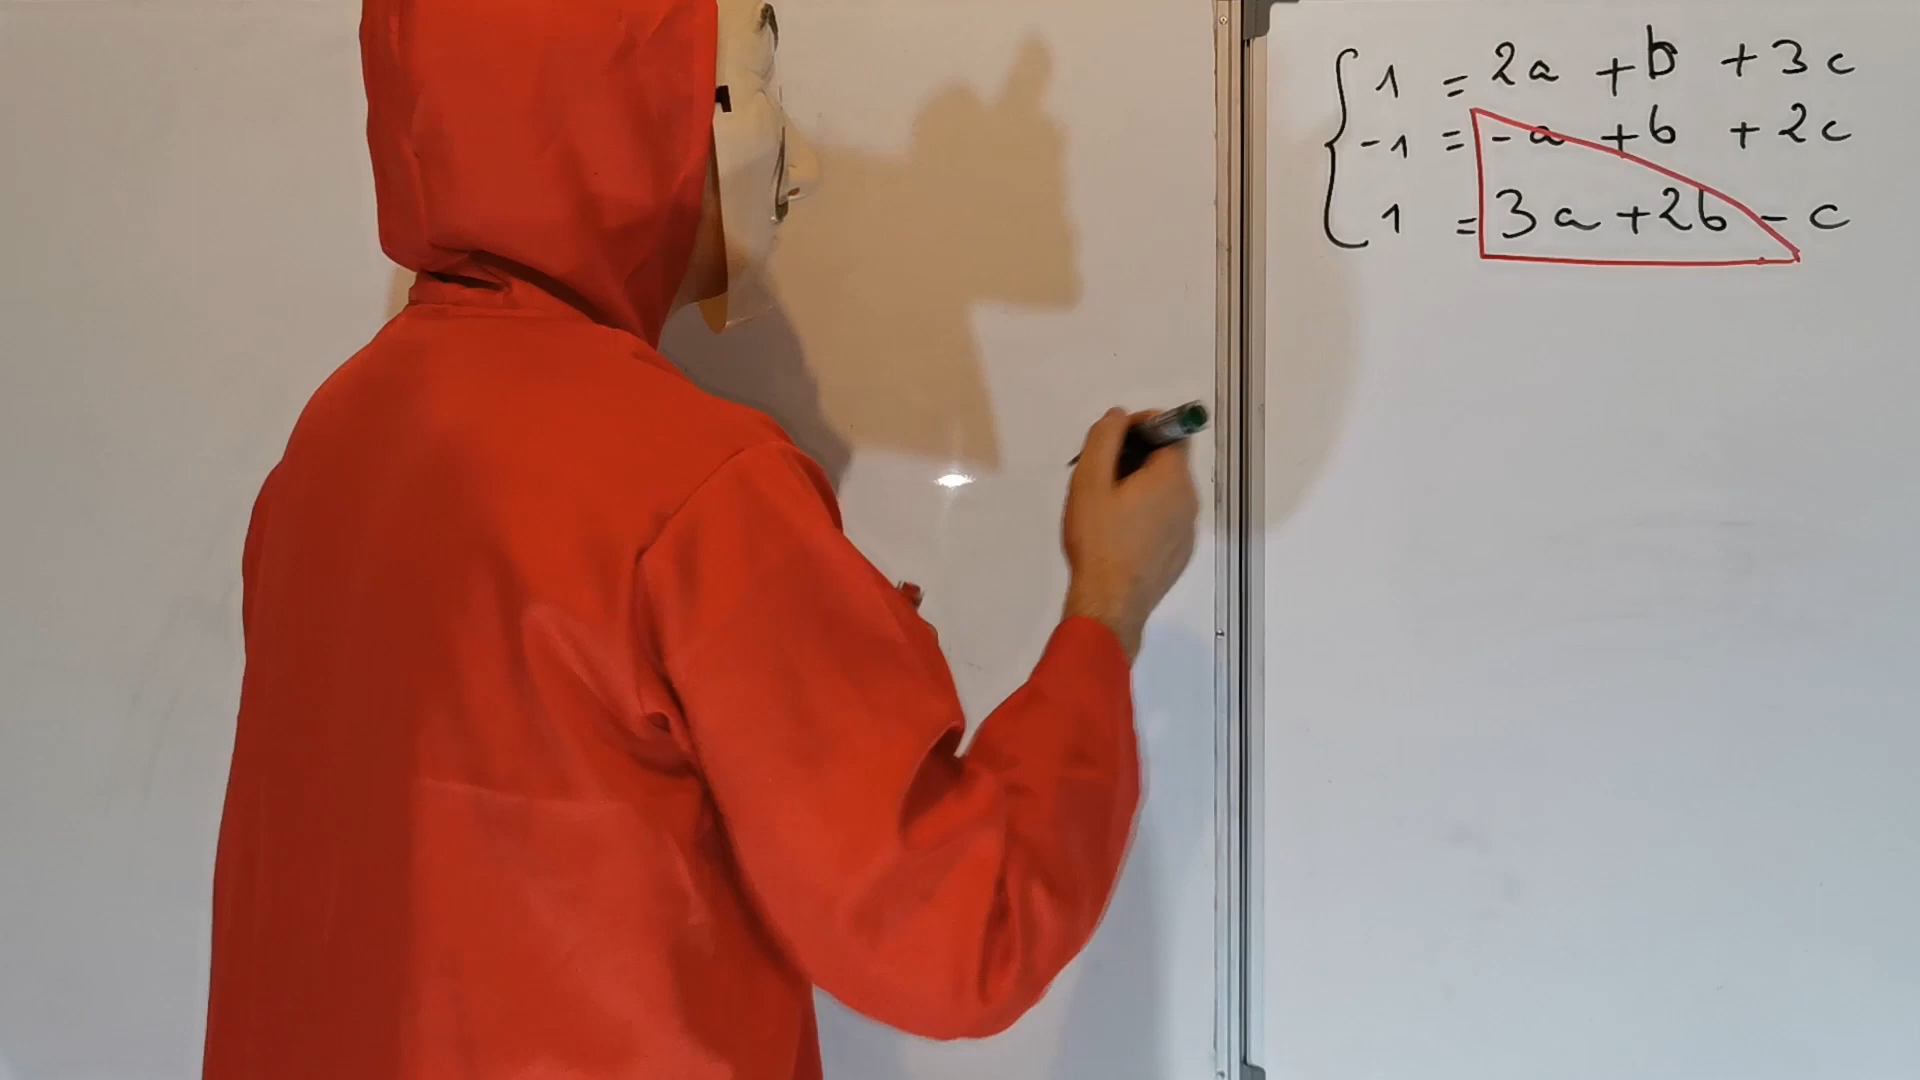 1 = 2a + b + 3c
-1 = -a + b + 2c
1 = 3a + 2b - c